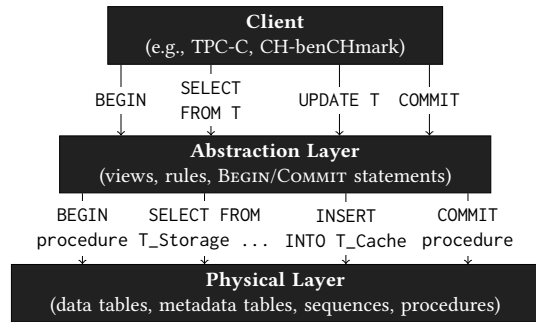 Client
(e.g., TPC-C, CH-benCHmark)
BEGIN SELECT FROM T UPDATE T COMMIT
Abstraction Layer
(views, rules, BEGIN/COMMIT statements)
BEGIN SELECT FROM INSERT COMMIT
procedure T_Storage ... INTO T_Cache procedure
Physical Layer
(data tables, metadata tables, sequences, procedures)